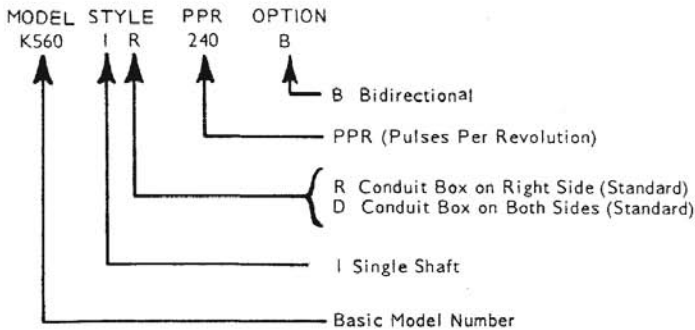 MODEL STYLE PPR OPTION
K560 I R 240 B
B Bidirectional
PPR (Pulses Per Revolution)
R Conduit Box on Right Side (Standard)
D Conduit Box on Both Sides (Standard)
I Single Shaft
Basic Model Number